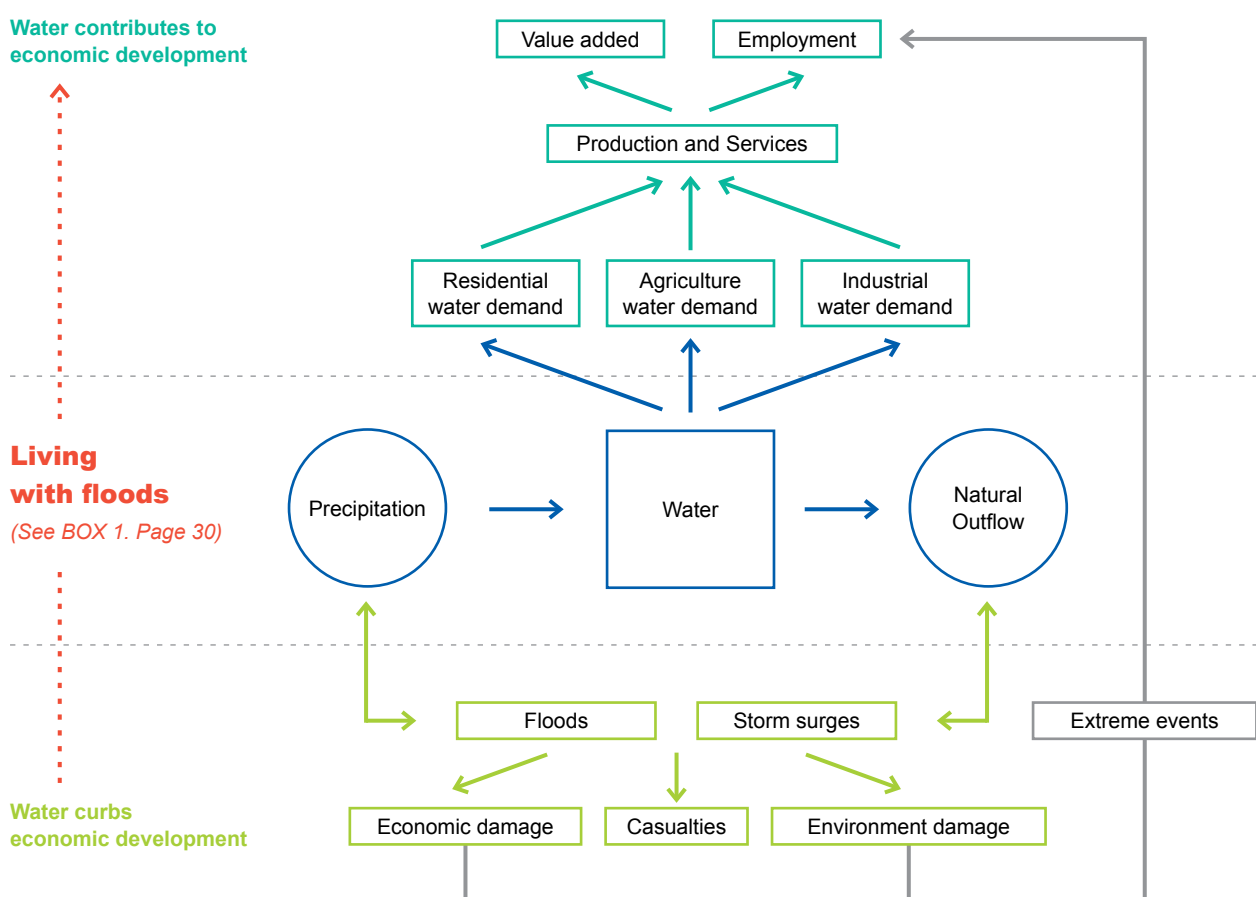 Water contributes to
economic development
Value added
Employment
Production and Services
Residential
water demand
Agriculture
water demand
Industrial
water demand
Living
with floods
(See BOX 1. Page 30)
Precipitation
Water
Natural
Outflow
Floods
Storm surges
Extreme events
Water curbs
economic development
Economic damage
Casualties
Environment damage